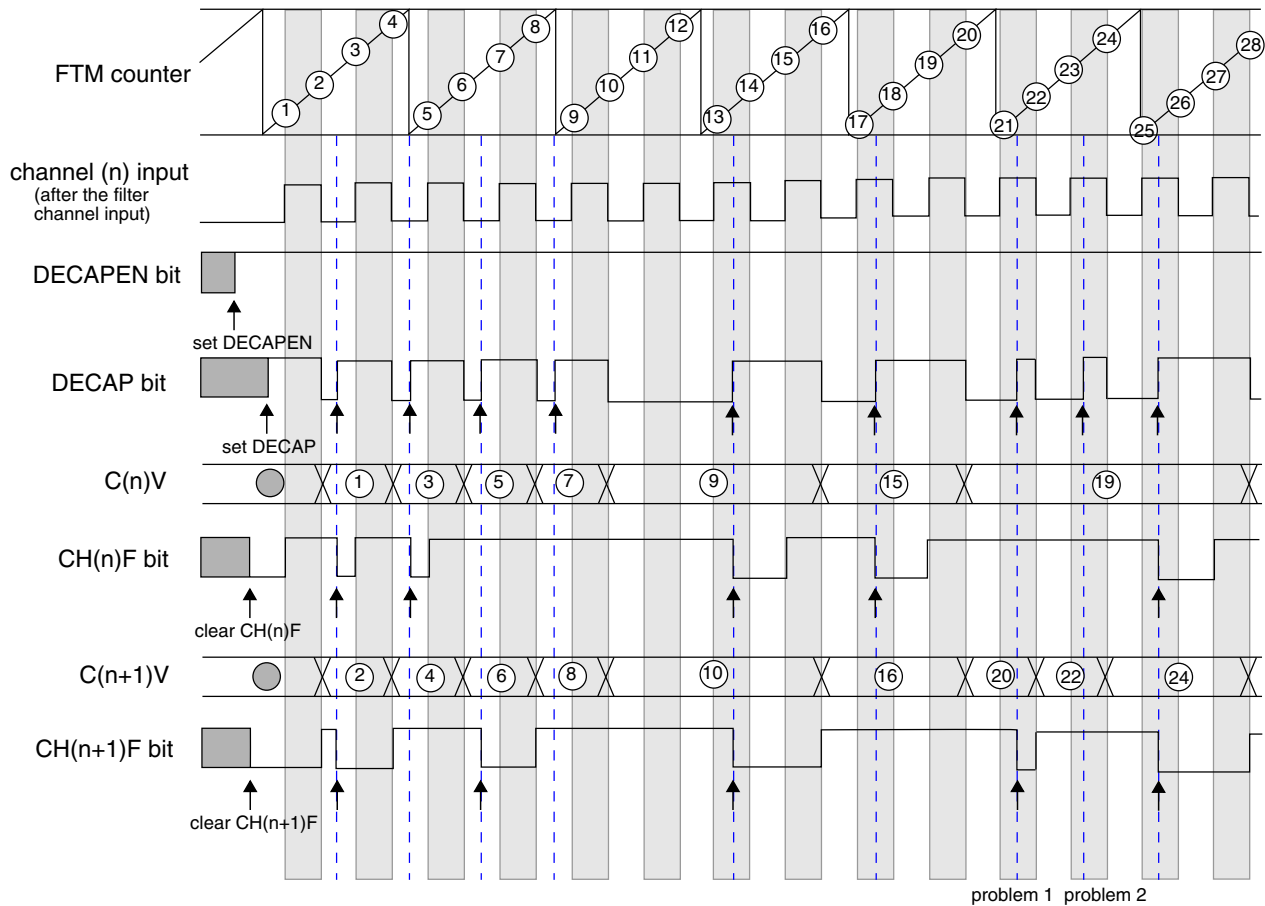 4 8 12 16 20 24 28
3 7 11 15 19 23 27
FTM counter
2 6 10 14 18 22 26
1 5 9 13 17 21 25
channel (n) input
(after the filter
channel input)
DECAPEN bit
set DECAPEN
DECAP bit
set DECAP
C(n)V 1 3 5 7 9 15 19
CH(n)F bit
clear CH(n)F
C(n+1)V 2 4 6 8 10 16 20 22 24
CH(n+1)F bit
clear CH(n+1)F
problem 1 problem 2